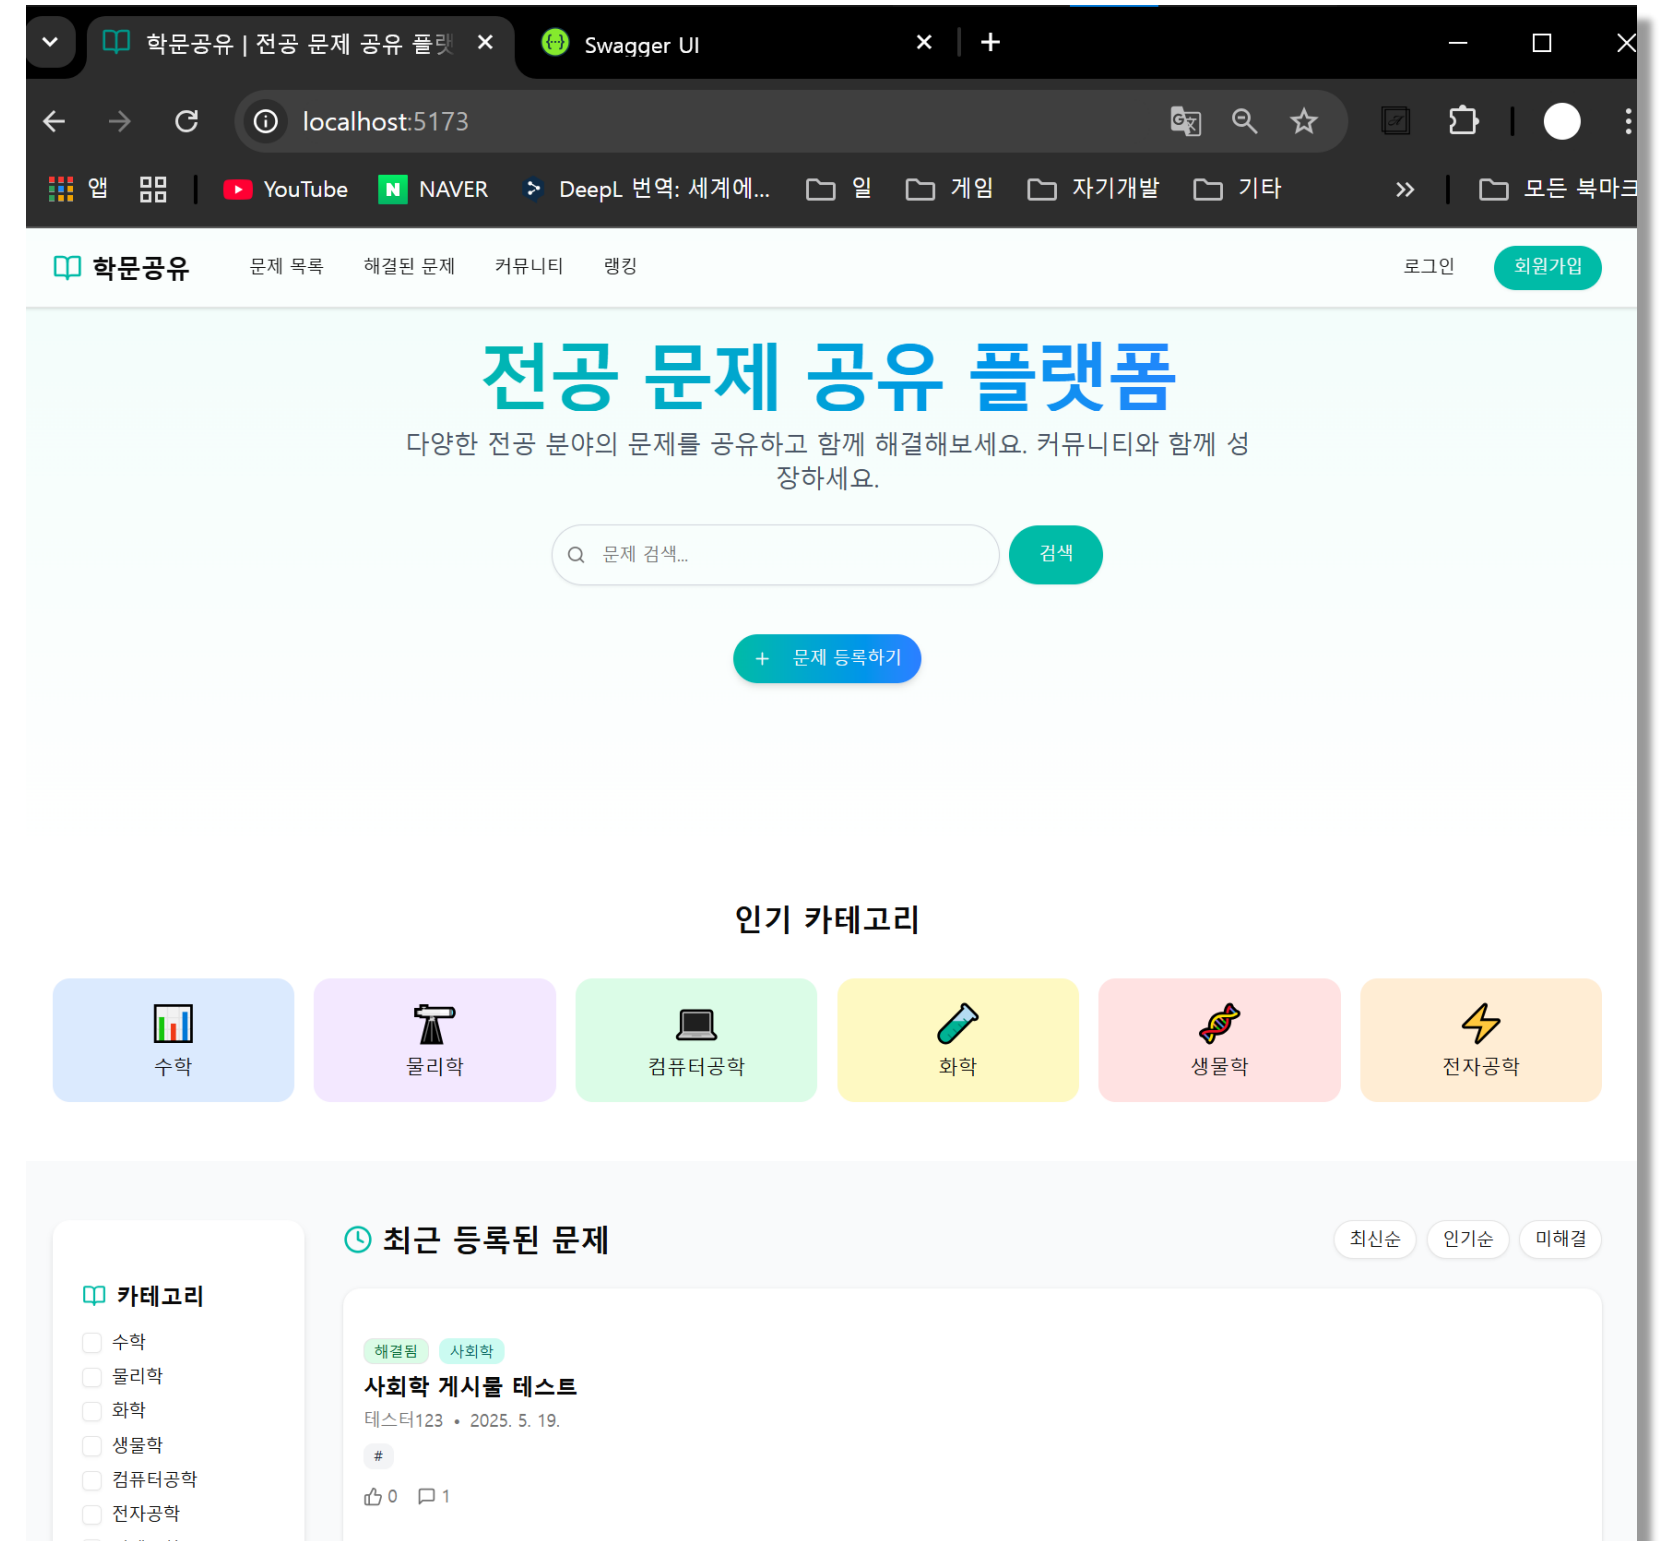 학문공유 | 전공 문제 공유 플랫
Swagger UI
localhost:5173
앱
YouTube
NAVER
DeepL 번역: 세계에...
일
게임
자기개발
기타
모든 북마크
학문공유
문제 목록
해결된 문제
커뮤니티
랭킹
로그인
회원가입
전공 문제 공유 플랫폼
다양한 전공 분야의 문제를 공유하고 함께 해결해보세요. 커뮤니티와 함께 성
장하세요.
문제 검색...
검색
+ 문제 등록하기
인기 카테고리
수학
물리학
컴퓨터공학
화학
생물학
전자공학
카테고리
수학
물리학
화학
생물학
컴퓨터공학
전자공학
최근 등록된 문제
최신순
인기순
미해결
해결됨
사회학
사회학 게시물 테스트
테스터123 • 2025. 5. 19.
#
0
1